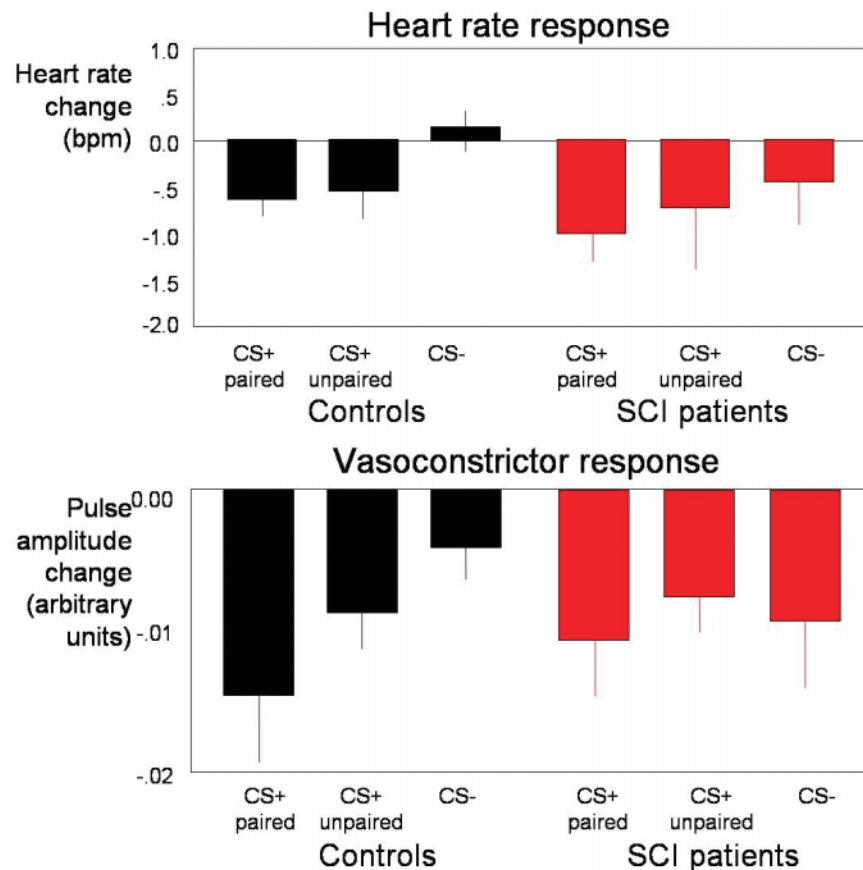 Heart rate response
Heart rate
change
(bpm)
1.0
.5
0.0
-.5
-1.0
-1.5
-2.0
CS+ paired
CS+ unpaired
CS-
CS+ paired
CS+ unpaired
CS-
Controls
SCI patients
Vasoconstrictor response
Pulse
amplitude
change
(arbitrary
units)
0.00
-.01
-.02
CS+ paired
CS+ unpaired
CS-
CS+ paired
CS+ unpaired
CS-
Controls
SCI patients